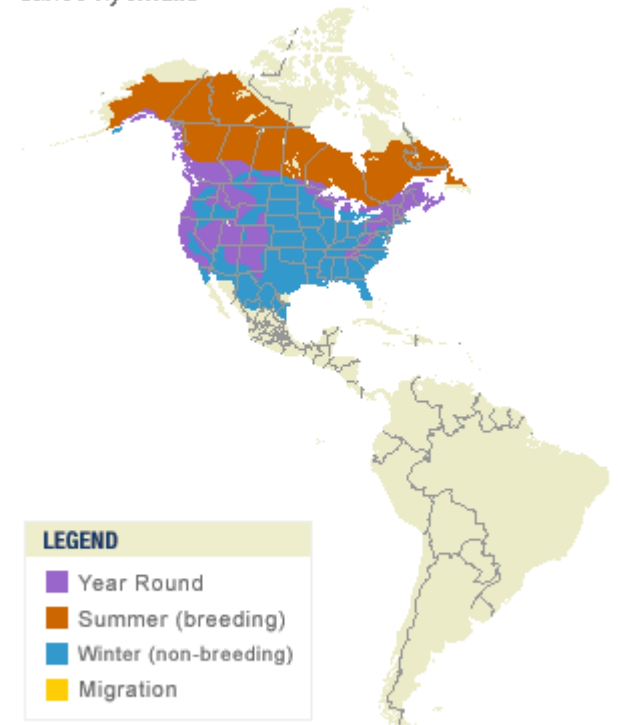 LEGEND
Year Round
Summer (breeding)
Winter (non-breeding)
Migration